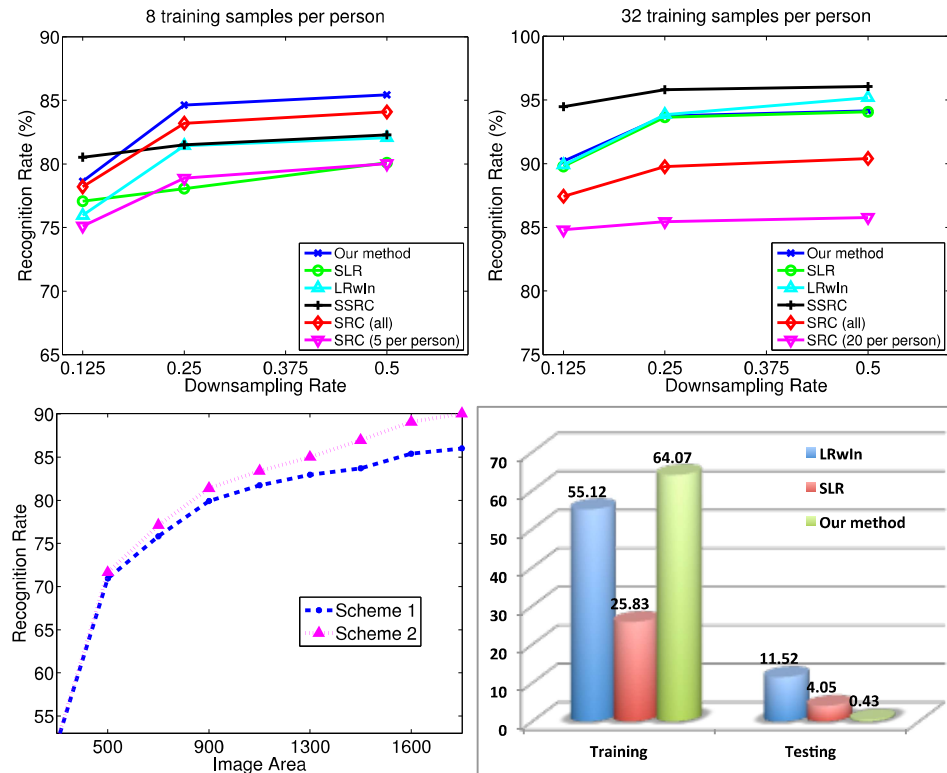 8 training samples per person
90
85
80
75
70
65
Recognition Rate (%)
Our method
SLR
LRwIn
SSRC
SRC (all)
SRC (5 per person)
0.125 0.25 0.375 0.5
Downsampling Rate
32 training samples per person
100
95
90
85
80
75
Recognition Rate (%)
Our method
SLR
LRwIn
SSRC
SRC (all)
SRC (20 per person)
0.125 0.25 0.375 0.5
Downsampling Rate
90
85
80
75
70
65
60
55
Recognition Rate
Scheme 1
Scheme 2
500 900 1300 1600
Image Area
70
60
50
40
30
20
10
0
55.12
25.83
64.07
11.52
4.05
0.43
LRwIn
SLR
Our method
Training Testing